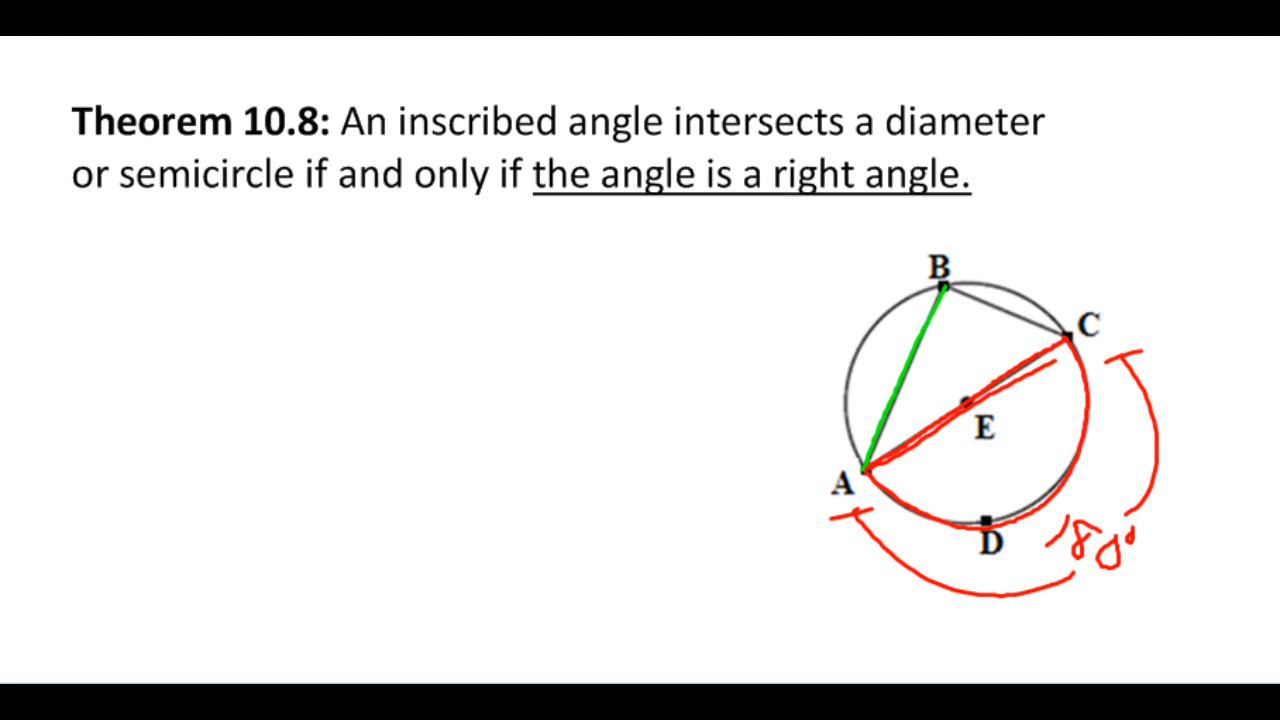 Theorem 10.8: An inscribed angle intersects a diameter
or semicircle if and only if the angle is a right angle.
B
C
E
A
D
180°